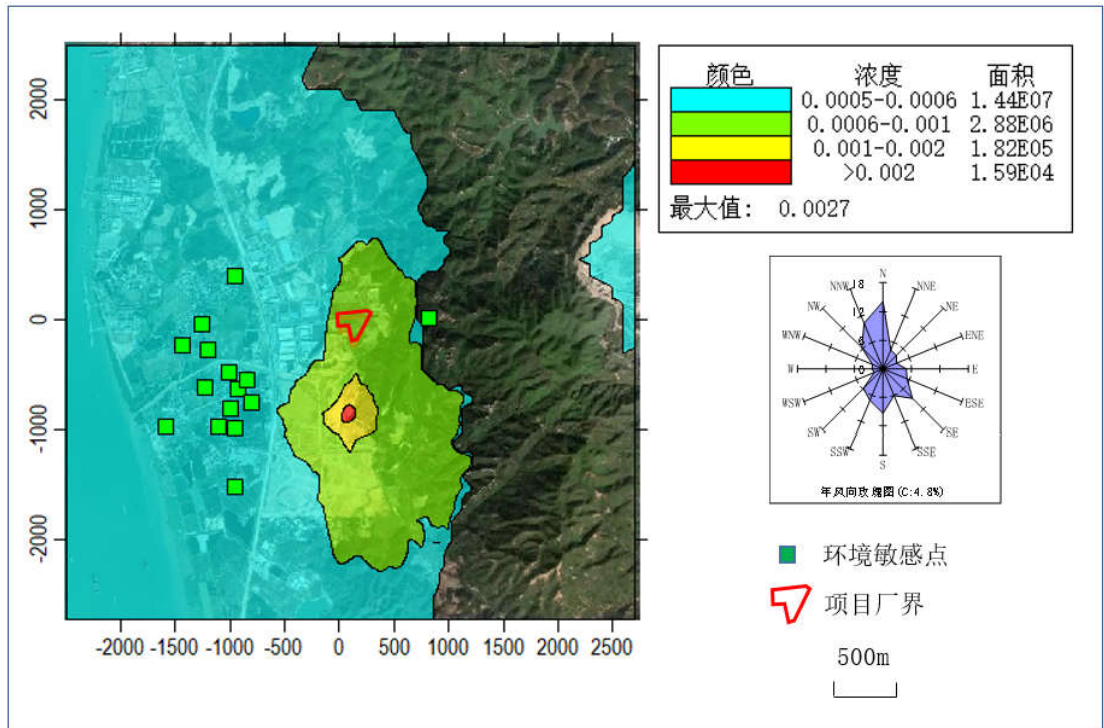 颜色 浓度 面积
0.0005-0.0006 1.44E07
0.0006-0.001 2.88E06
0.001-0.002 1.82E05
>0.002 1.59E04
最大值: 0.0027
2000
1000
0
-1000
-2000
-2000 -1500 -1000 -500 0 500 1000 1500 2000 2500
N
NNW 18 NNE
NW NE
12
WNW ENE
6
W 0 E
WSW ESE
SW SE
SSW SSE
S
年风向玫瑰图(C:4.8%)
环境敏感点
项目厂界
500m